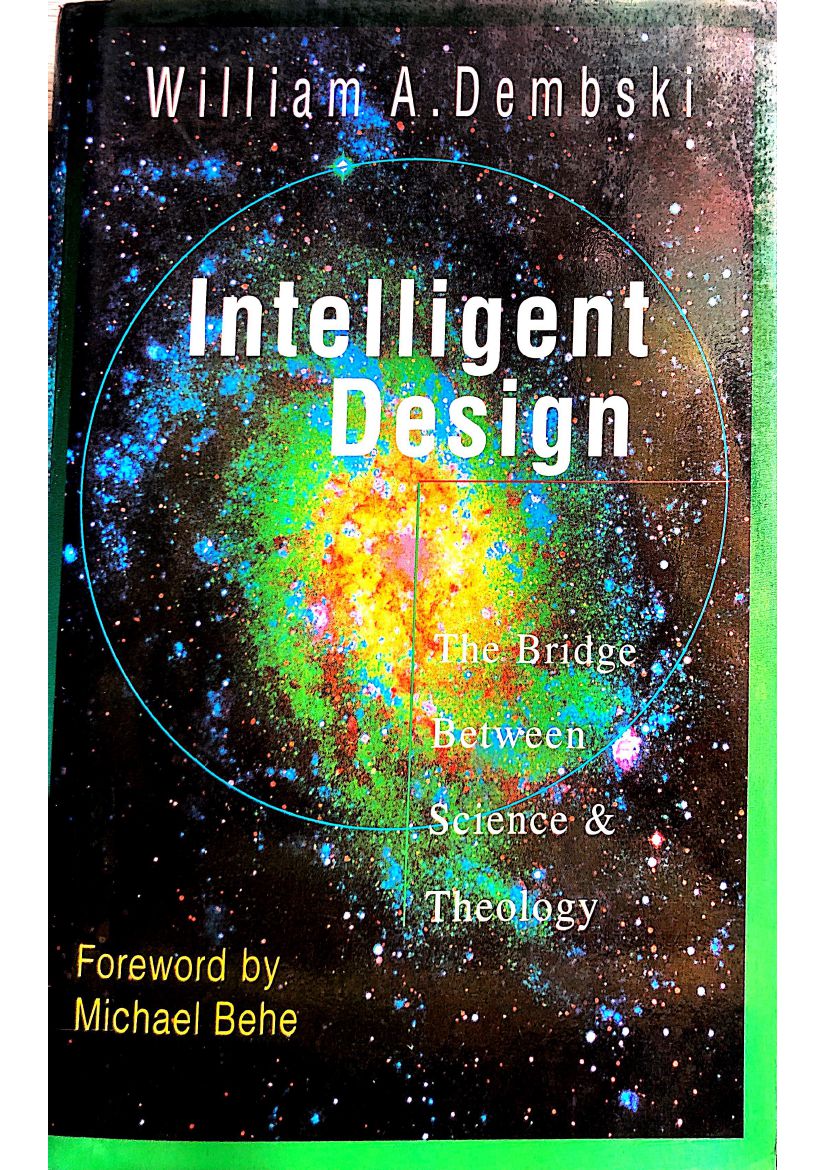 William A. Dembski
Intelligent
Design
The Bridge
Between
Science &
Theology
Foreword by
Michael Behe